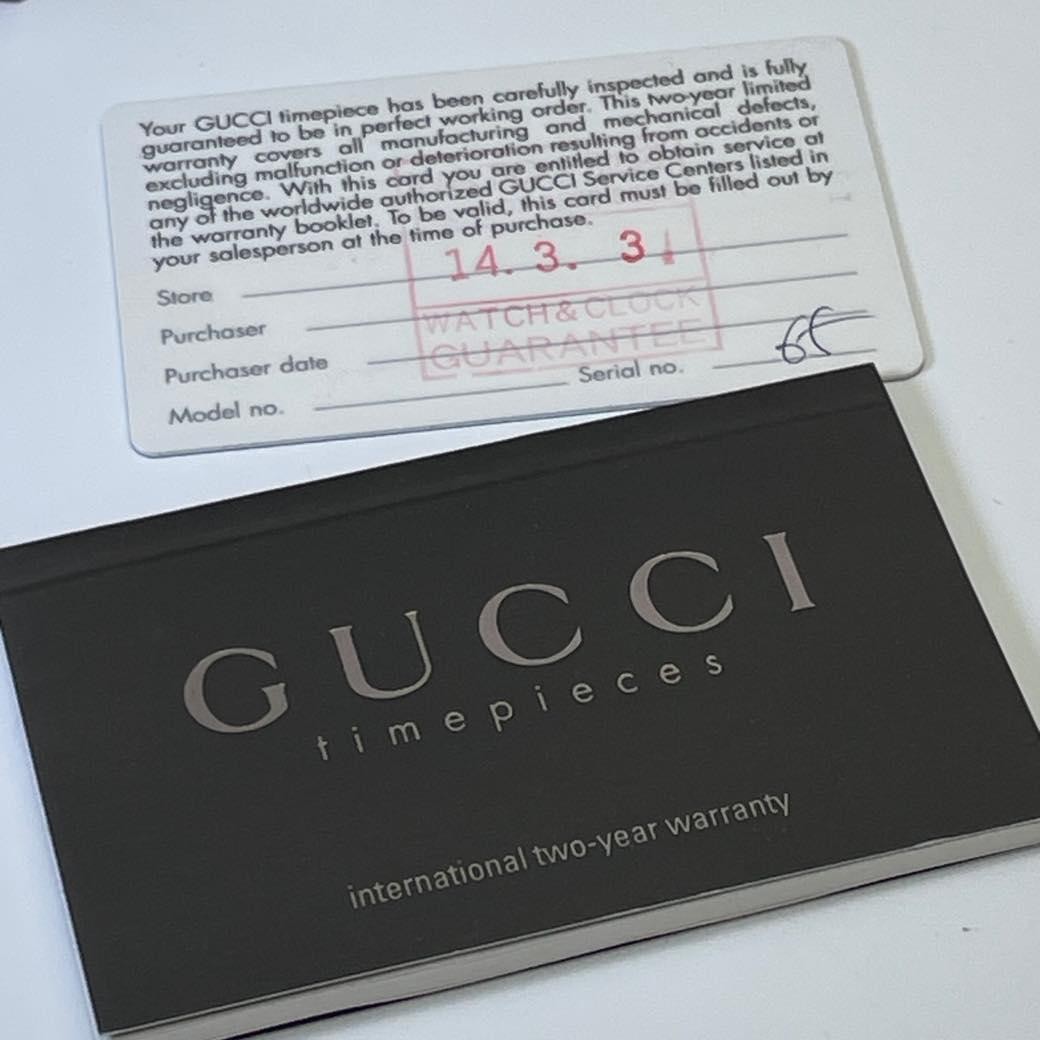 Your GUCCI timepiece has been carefully inspected and is fully
guaranteed to be in perfect working order. This two-year limited
warranty covers all manufacturing and mechanical defects,
excluding malfunction or deterioration resulting from accidents or
negligence. With this card you are entitled to obtain service at
any of the worldwide authorized GUCCI Service Centers listed in
the warranty booklet. To be valid, this card must be filled out by
your salesperson at the time of purchase.
14. 3. 31
Store
WATCH & CLOCK
Purchaser
GUARANTEE
Purchaser date
Serial no.
Model no.
GUCCI
timepieces
international two-year warranty